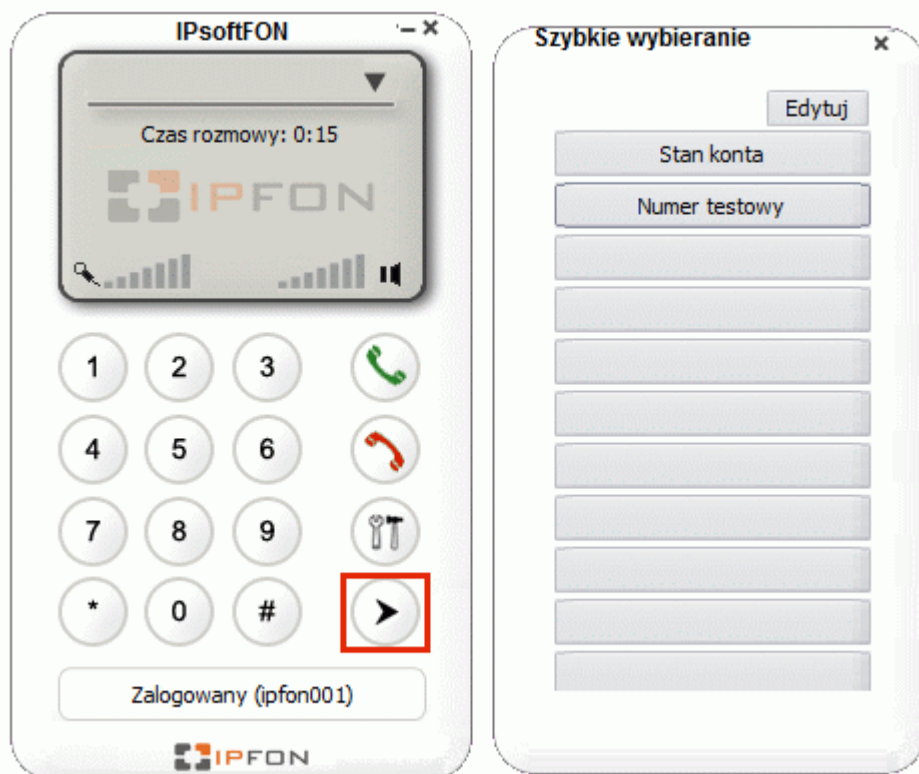 IPsoftFON
Czas rozmowy: 0:15
IPFON
1 2 3
4 5 6
7 8 9
* 0 #
Zalogowany (ipfon001)
IPFON
Szybkie wybieranie
Edytuj
Stan konta
Numer testowy